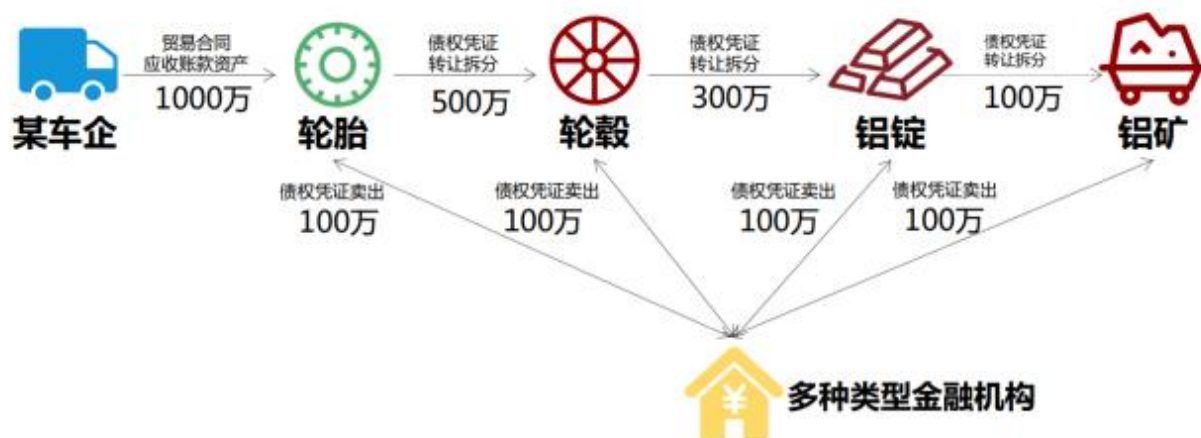 贸易合同
应收账款资产
1000万
债权凭证
转让拆分
500万
债权凭证
转让拆分
300万
债权凭证
转让拆分
100万
某车企
轮胎
轮毂
铝锭
铝矿
债权凭证卖出
100万
债权凭证卖出
100万
债权凭证卖出
100万
债权凭证卖出
100万
¥
多种类型金融机构